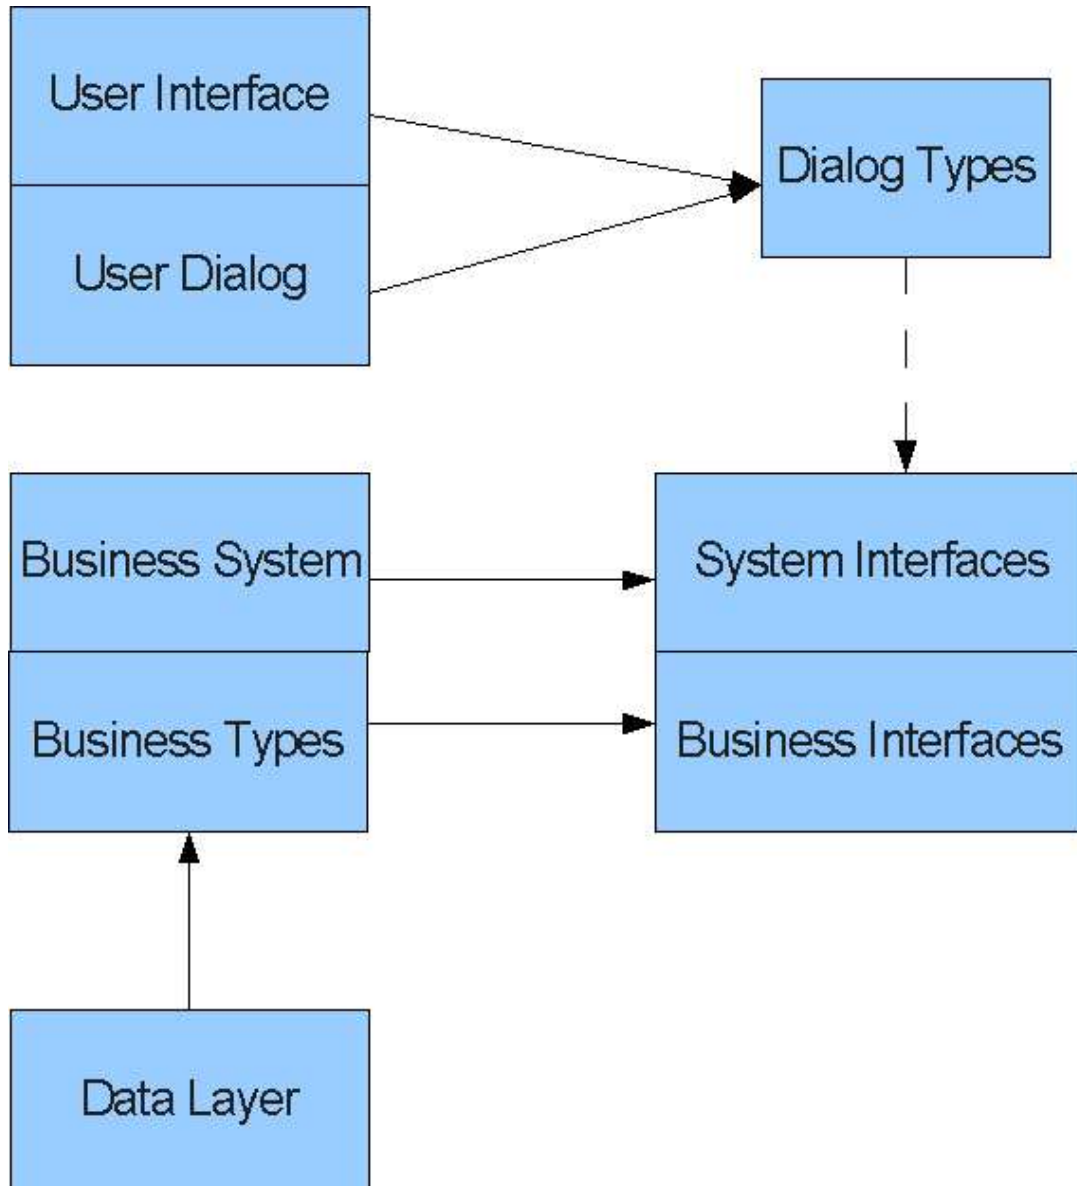 User Interface
Dialog Types
User Dialog
Business System
System Interfaces
Business Types
Business Interfaces
Data Layer